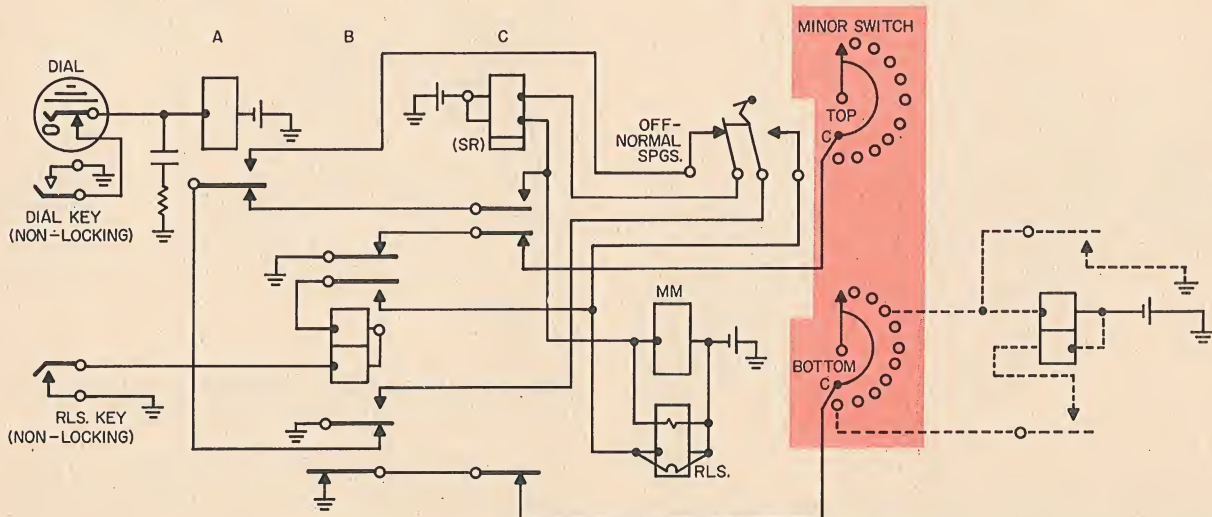 A
B
C
MINOR SWITCH
DIAL
TOP
C
(SR)
OFF-
NORMAL
SPGS.
DIAL KEY
(NON-LOCKING)
MM
BOTTOM
C
RLS. KEY
(NON-LOCKING)
RLS.